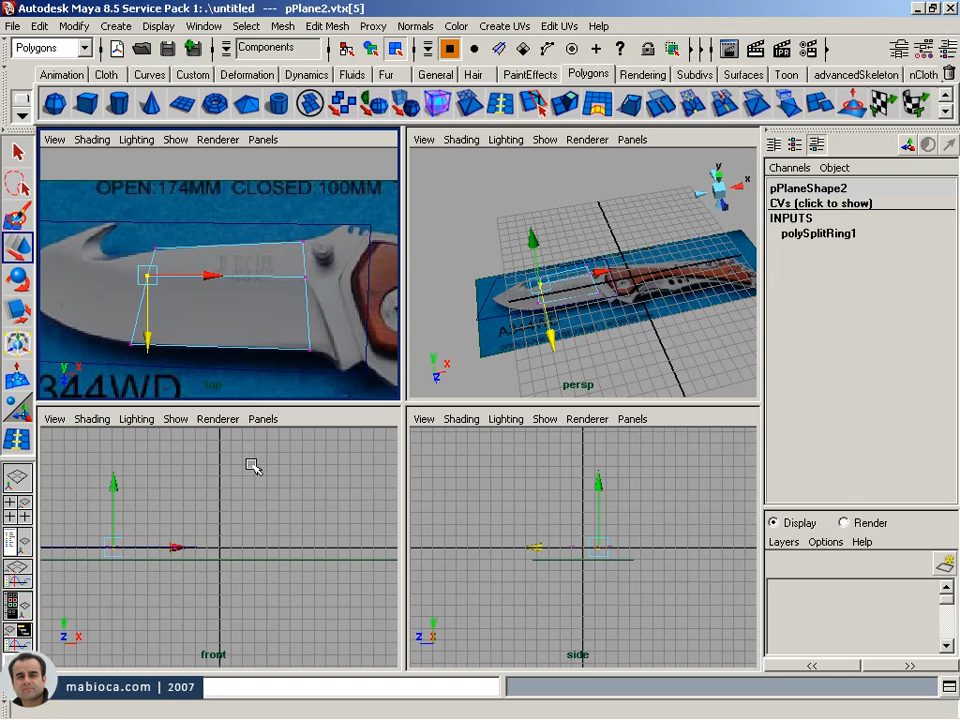 Autodesk Maya 8.5 Service Pack 1: .\untitled   ---   pPlane2.vtx[5]
File Edit Modify Create Display Window Select Mesh Edit Mesh Proxy Normals Color Create UVs Edit UVs Help
Polygons Components
Animation Cloth Curves Custom Deformation Dynamics Fluids Fur General Hair PaintEffects Polygons Rendering Subdivs Surfaces Toon advancedSkeleton nCloth
View Shading Lighting Show Renderer Panels
OPEN:174MM CLOSED:100MM
344WD
y x
z
top
View Shading Lighting Show Renderer Panels
y
x
z
y x
z
persp
Channels Object
pPlaneShape2
CVs (click to show)
INPUTS
polySplitRing1
View Shading Lighting Show Renderer Panels
z x
front
View Shading Lighting Show Renderer Panels
z
side
Display Render
Layers Options Help
<< >>
mabioca.com | 2007